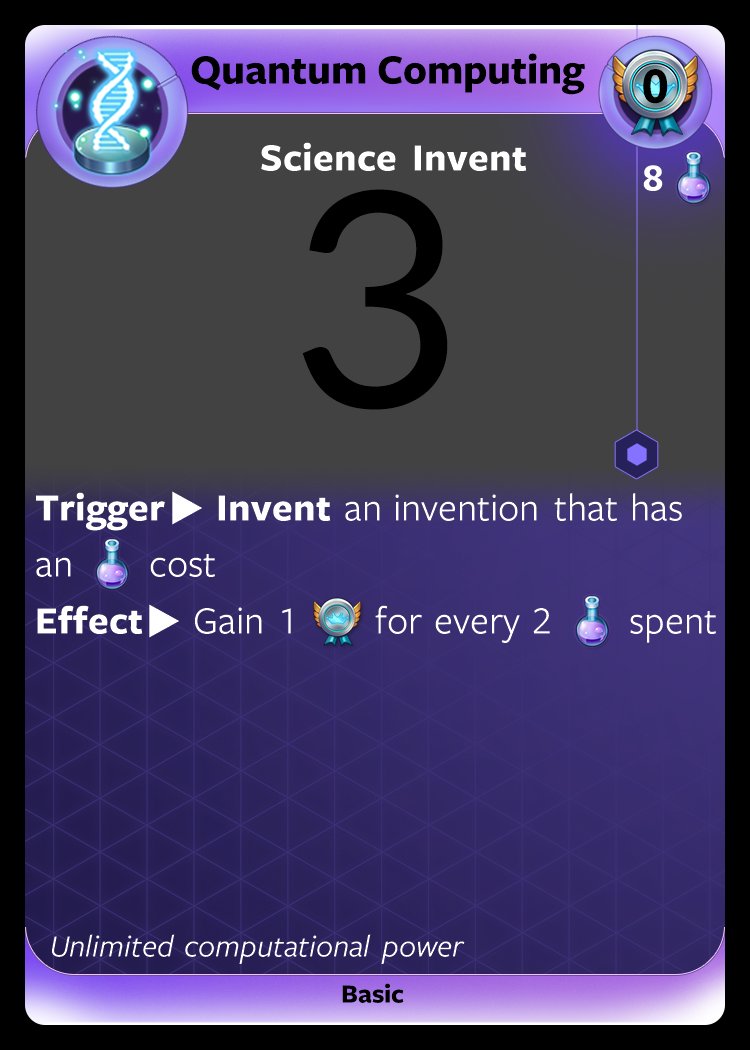 Quantum Computing
0
Science Invent
8
3
Trigger▶ Invent an invention that has
an cost
Effect▶ Gain 1 for every 2 spent
Unlimited computational power
Basic